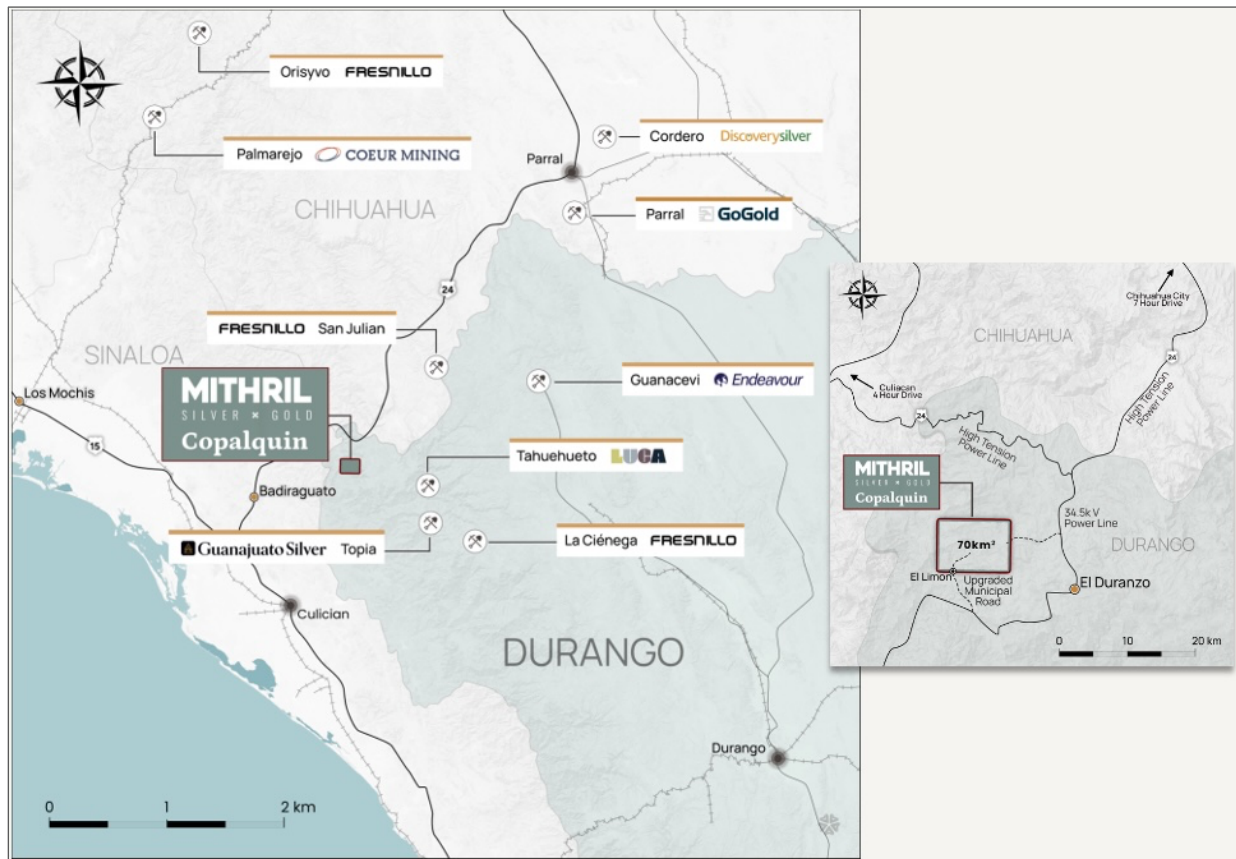 Orisyvo FRESNILLO
Palmarejo COEUR MINING
Cordero Discoverysilver
Parral
Parral GoGold
CHIHUAHUA
24
FRESNILLO San Julian
SINALOA
Los Mochis
MITHRIL
SILVER × GOLD
Copalquin
Guanacevi Endeavour
15
Tahuehueto LUCA
Badiraguato
Guanajuato Silver Topia
La Ciénega FRESNILLO
Culician
DURANGO
Durango
0 1 2 km
Chihuahua City
7 Hour Drive
CHIHUAHUA
Culiacan
4 Hour Drive
24
24
High Tension
Power Line
High Tension
Power Line
MITHRIL
SILVER × GOLD
Copalquin
34.5k V
Power Line
70km²
DURANGO
El Limon
Upgraded
Municipal
Road
El Duranzo
0 10 20 km